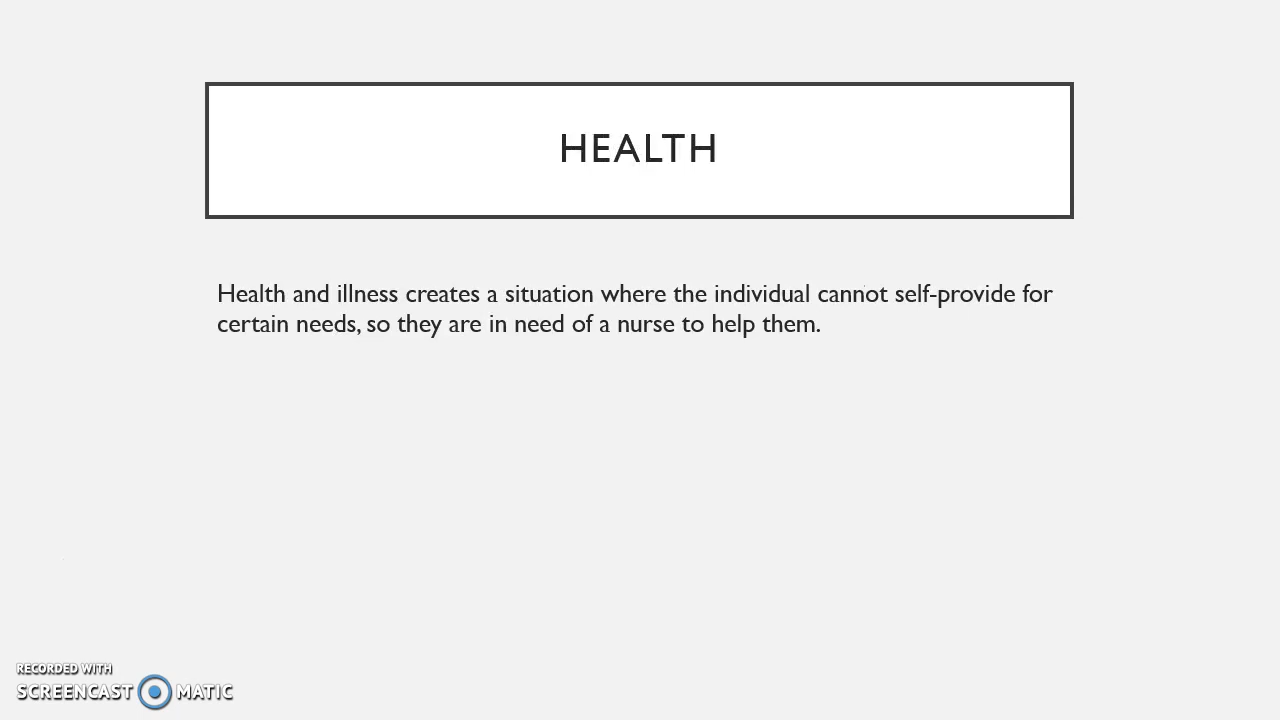 HEALTH
Health and illness creates a situation where the individual cannot self-provide for
certain needs, so they are in need of a nurse to help them.
RECORDED WITH
SCREENCAST MATIC